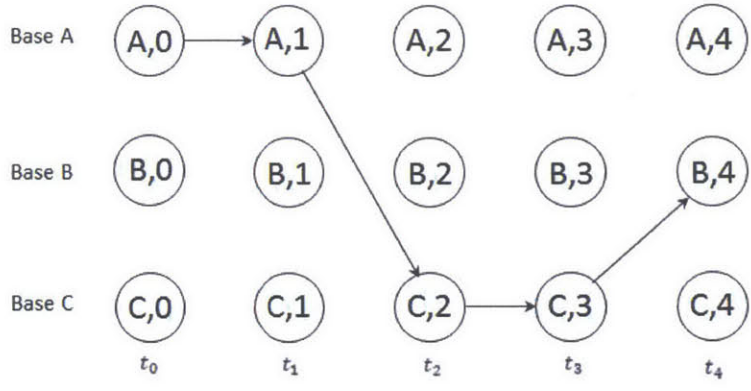 Base A A,0 A,1 A,2 A,3 A,4
Base B B,0 B,1 B,2 B,3 B,4
Base C C,0 C,1 C,2 C,3 C,4
t₀ t₁ t₂ t₃ t₄